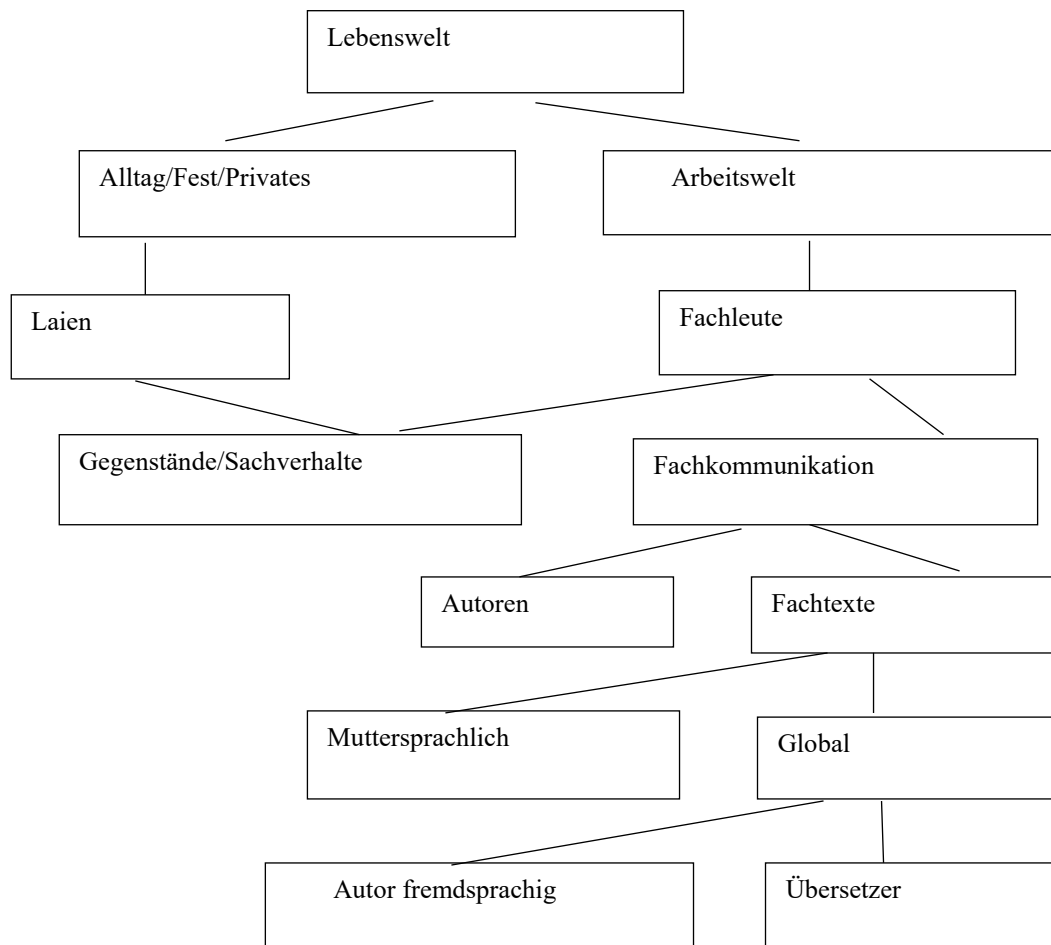 Lebenswelt
Alltag/Fest/Privates
Arbeitswelt
Laien
Fachleute
Gegenstände/Sachverhalte
Fachkommunikation
Autoren
Fachtexte
Muttersprachlich
Global
Autor fremdsprachig
Übersetzer